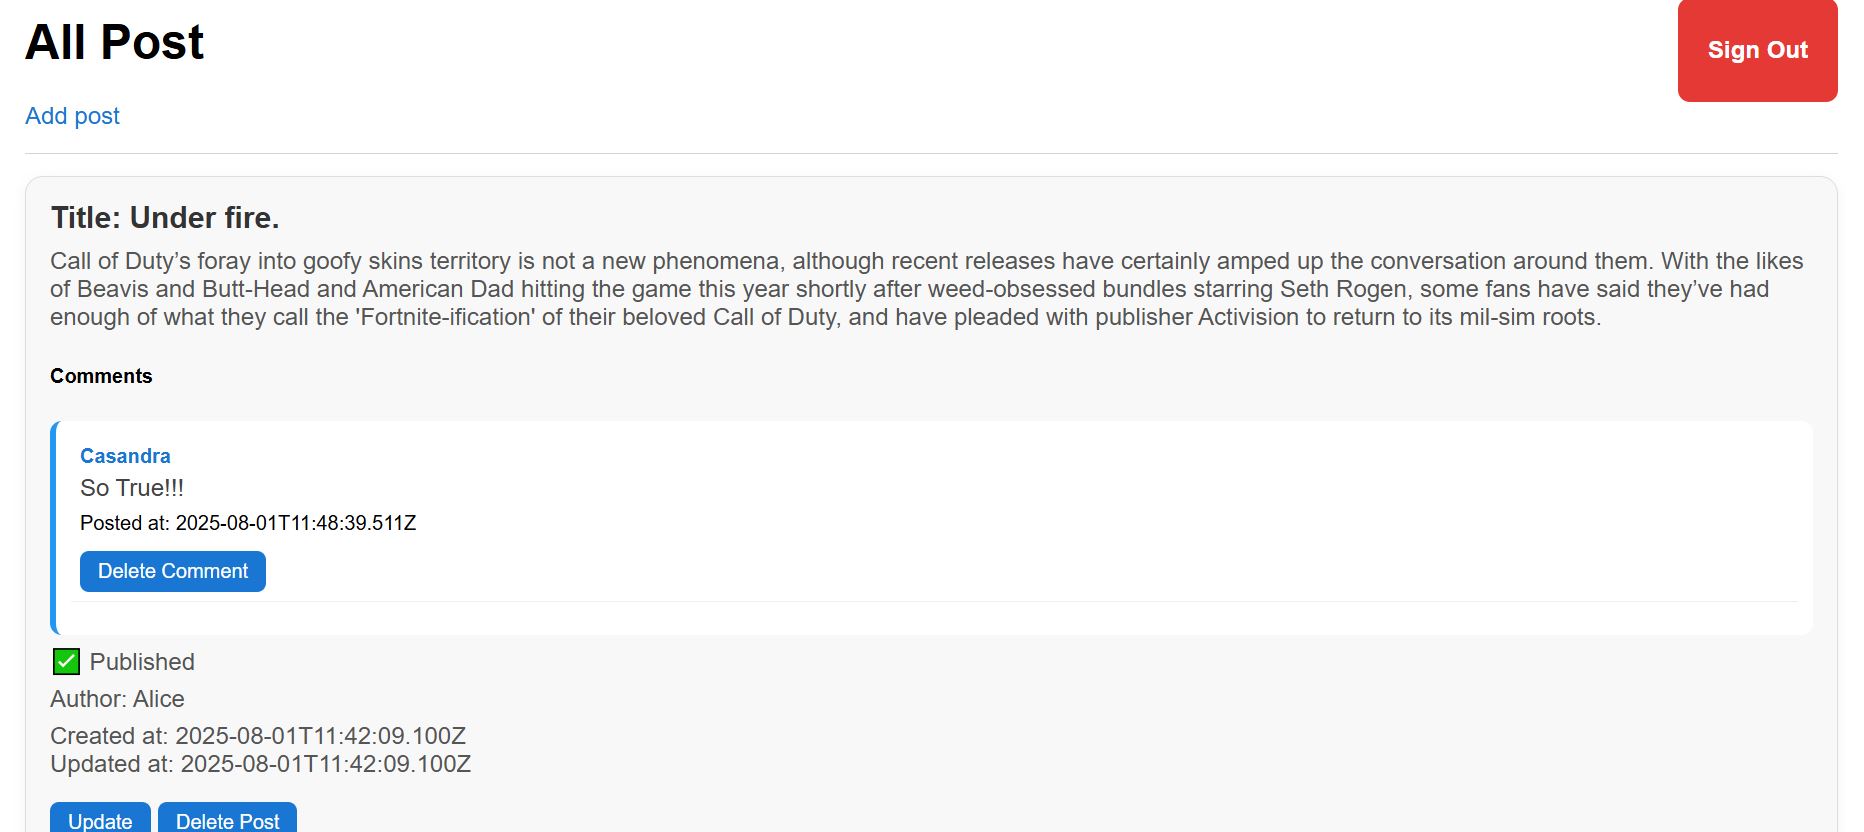 All Post
Sign Out
Add post
Title: Under fire.
Call of Duty’s foray into goofy skins territory is not a new phenomena, although recent releases have certainly amped up the conversation around them. With the likes
of Beavis and Butt-Head and American Dad hitting the game this year shortly after weed-obsessed bundles starring Seth Rogen, some fans have said they’ve had
enough of what they call the 'Fortnite-ification' of their beloved Call of Duty, and have pleaded with publisher Activision to return to its mil-sim roots.
Comments
Casandra
So True!!!
Posted at: 2025-08-01T11:48:39.511Z
Delete Comment
Published
Author: Alice
Created at: 2025-08-01T11:42:09.100Z
Updated at: 2025-08-01T11:42:09.100Z
Update Delete Post